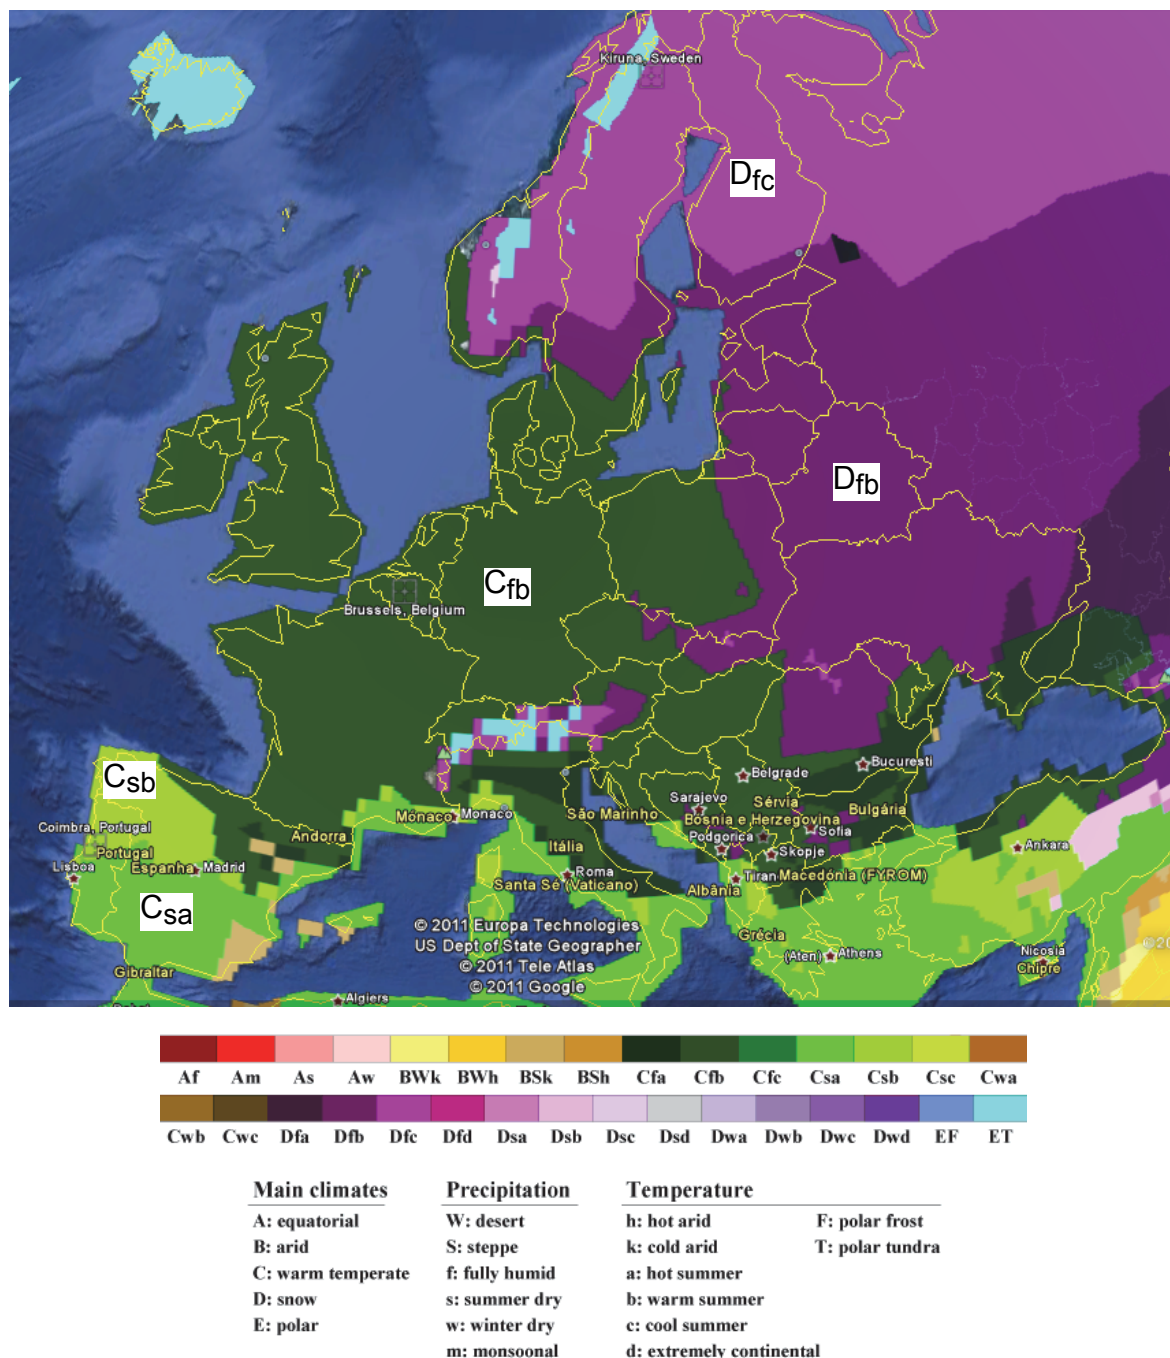 Kiruna, Sweden
Dfc
Dfb
Cfb
Brussels, Belgium
Csb
Belgrade
Bucuresti
Sarajevo
Sérvia
Mónaco
Monaco
São Marinho
Bósnia e Herzegovina
Bulgária
Coimbra, Portugal
Andorra
Podgorica
Sofia
Ankara
Portugal
Itália
Skopje
Lisboa
Espanha
Madrid
Roma
Tiran
Macedónia (FYROM)
Santa Sé (Vaticano)
Albânia
Csa
© 2011 Europa Technologies
US Dept of State Geographer
© 2011 Tele Atlas
© 2011 Google
Grécia
(Aten)
Athens
Nicosia
Chipre
Gibraltar
Algiers
Af Am As Aw BWk BWh BSk BSh Cfa Cfb Cfc Csa Csb Csc Cwa
Cwb Cwc Dfa Dfb Dfc Dfd Dsa Dsb Dsc Dsd Dwa Dwb Dwc Dwd EF ET
Main climates
A: equatorial
B: arid
C: warm temperate
D: snow
E: polar
Precipitation
W: desert
S: steppe
f: fully humid
s: summer dry
w: winter dry
m: monsoonal
Temperature
h: hot arid
k: cold arid
a: hot summer
b: warm summer
c: cool summer
d: extremely continental
F: polar frost
T: polar tundra